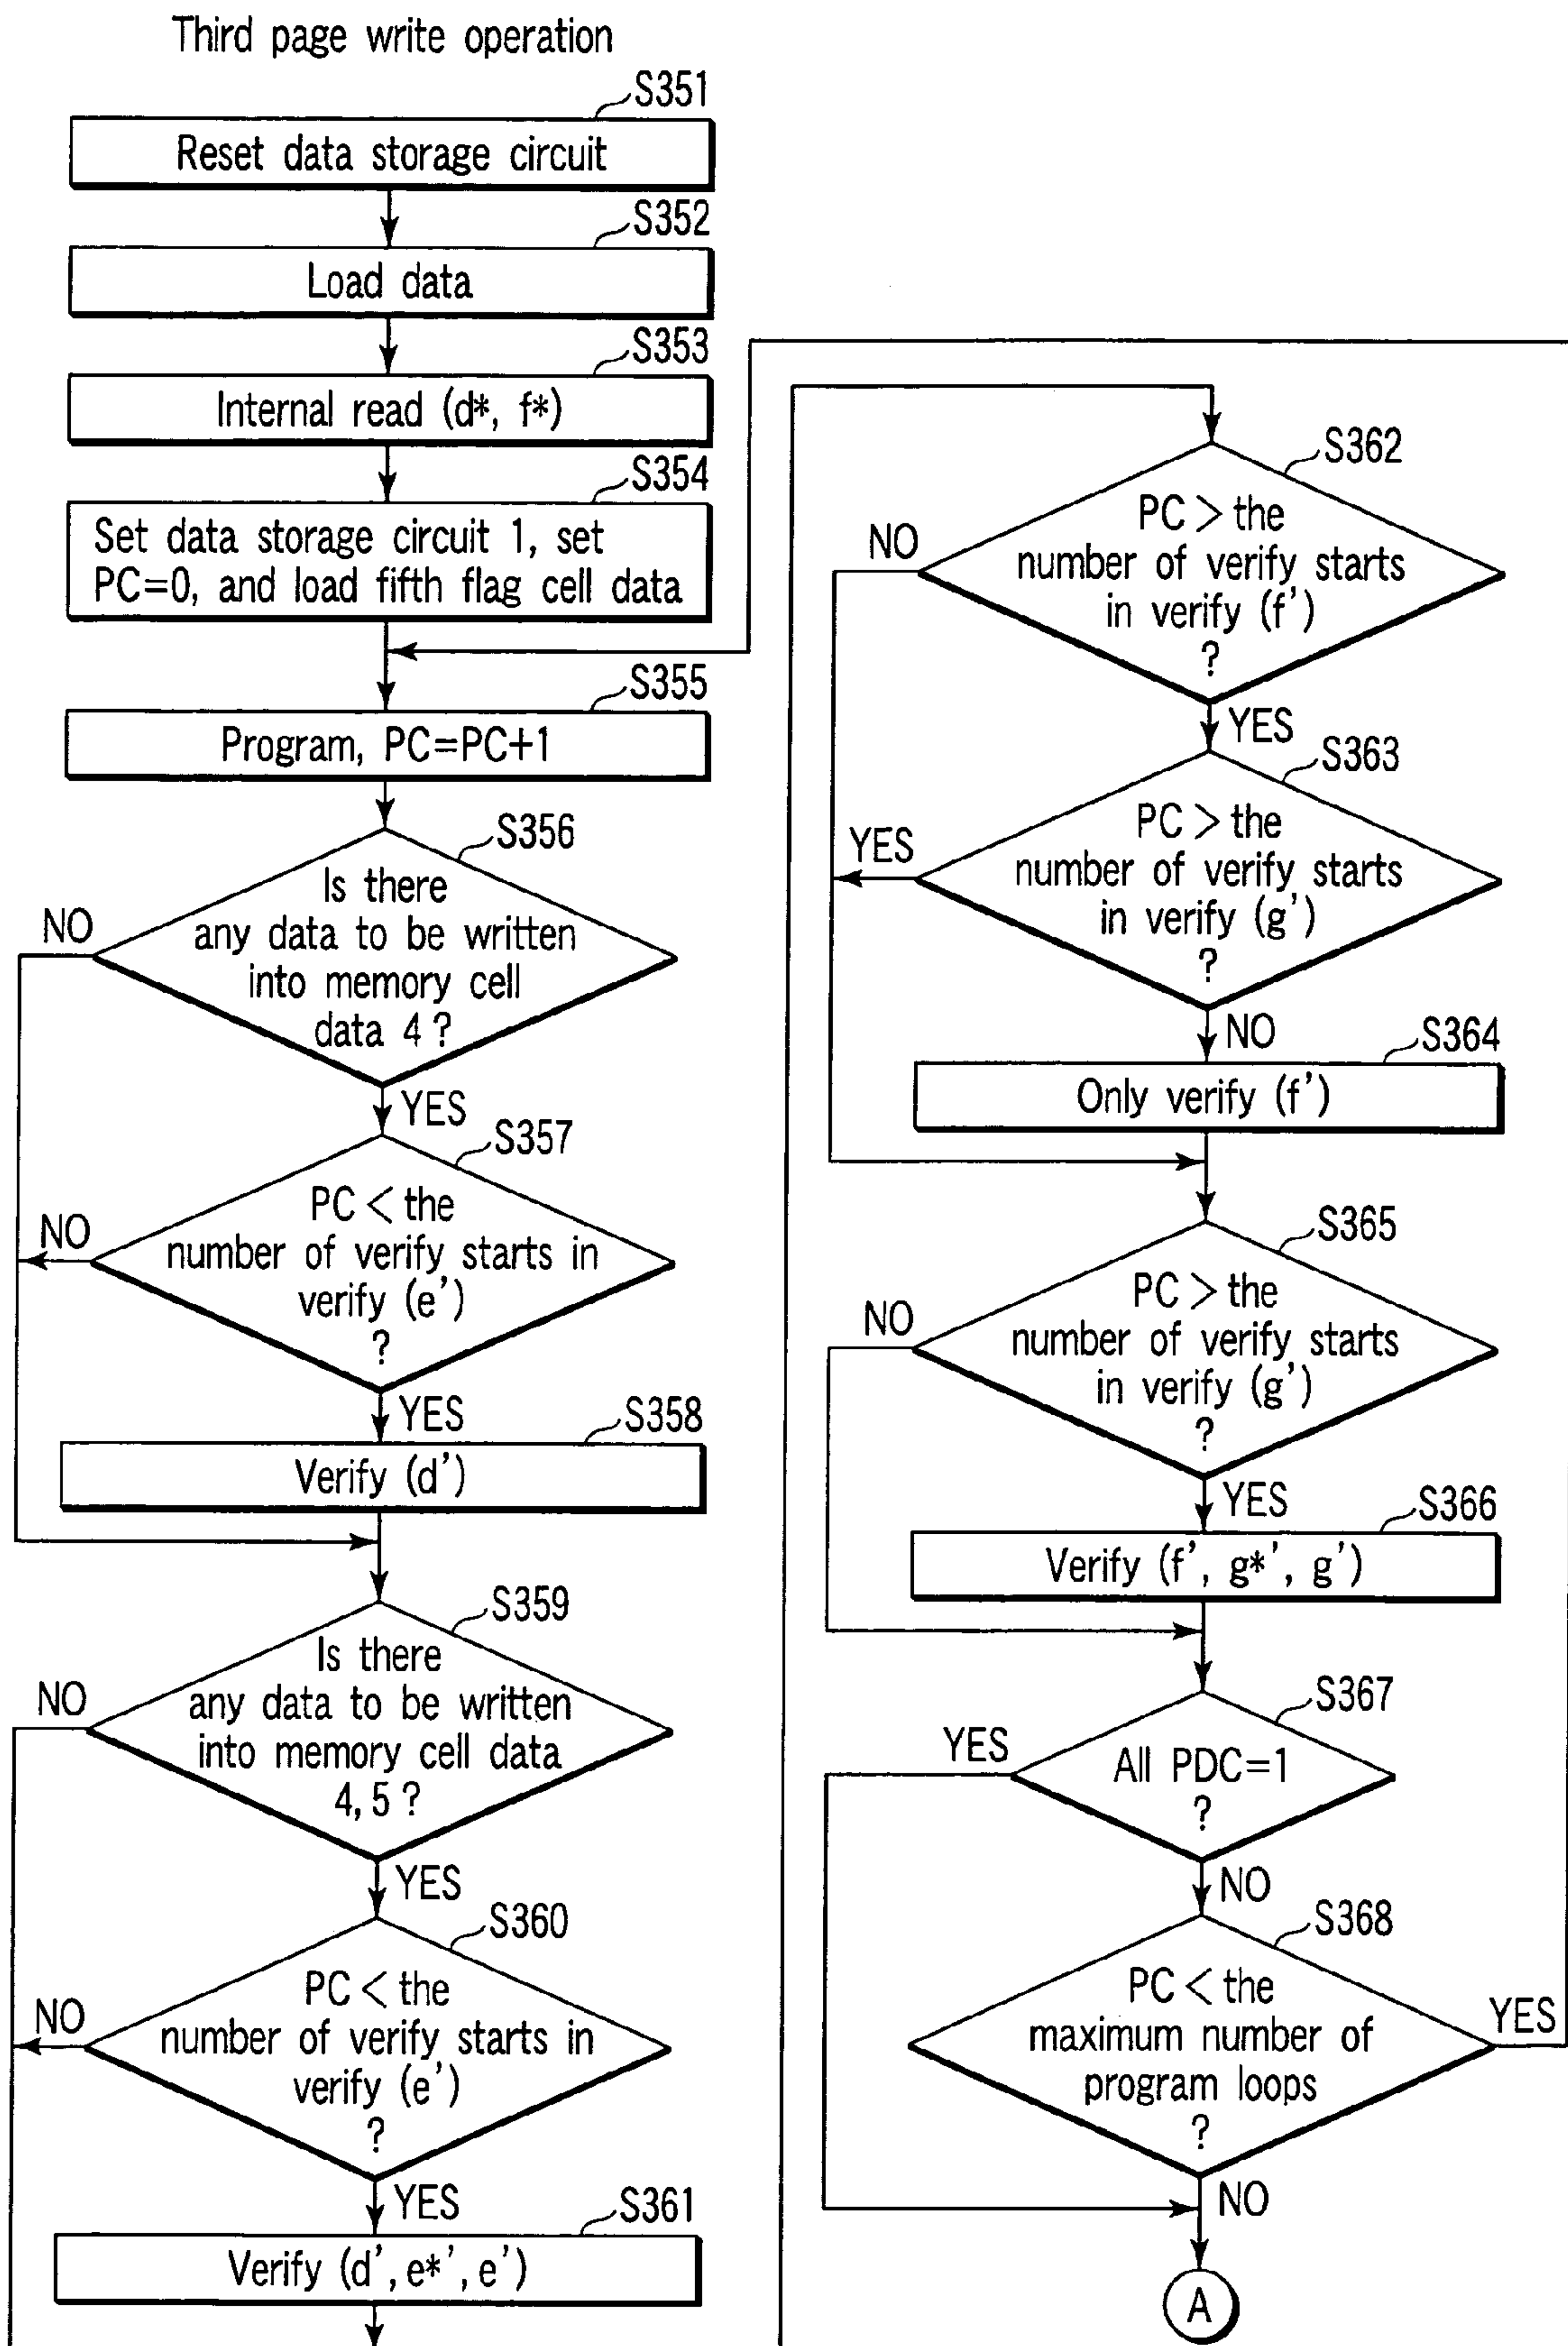 Third page write operation
S351
Reset data storage circuit
S352
Load data
S353
Internal read (d*, f*)
S354
Set data storage circuit 1, set
PC=0, and load fifth flag cell data
S355
Program, PC=PC+1
S356
Is there
any data to be written
into memory cell
data 4 ?
NO
YES
S357
PC < the
number of verify starts in
verify (e')
?
NO
YES
S358
Verify (d')
S359
Is there
any data to be written
into memory cell data
4, 5 ?
NO
YES
S360
PC < the
number of verify starts in
verify (e')
?
NO
YES
S361
Verify (d', e*', e')
S362
PC > the
number of verify starts
in verify (f')
?
NO
YES
S363
PC > the
number of verify starts
in verify (g')
?
YES
NO
S364
Only verify (f')
S365
PC > the
number of verify starts
in verify (g')
?
NO
YES
S366
Verify (f', g*', g')
S367
All PDC=1
?
YES
NO
S368
PC < the
maximum number of
program loops
?
YES
NO
A